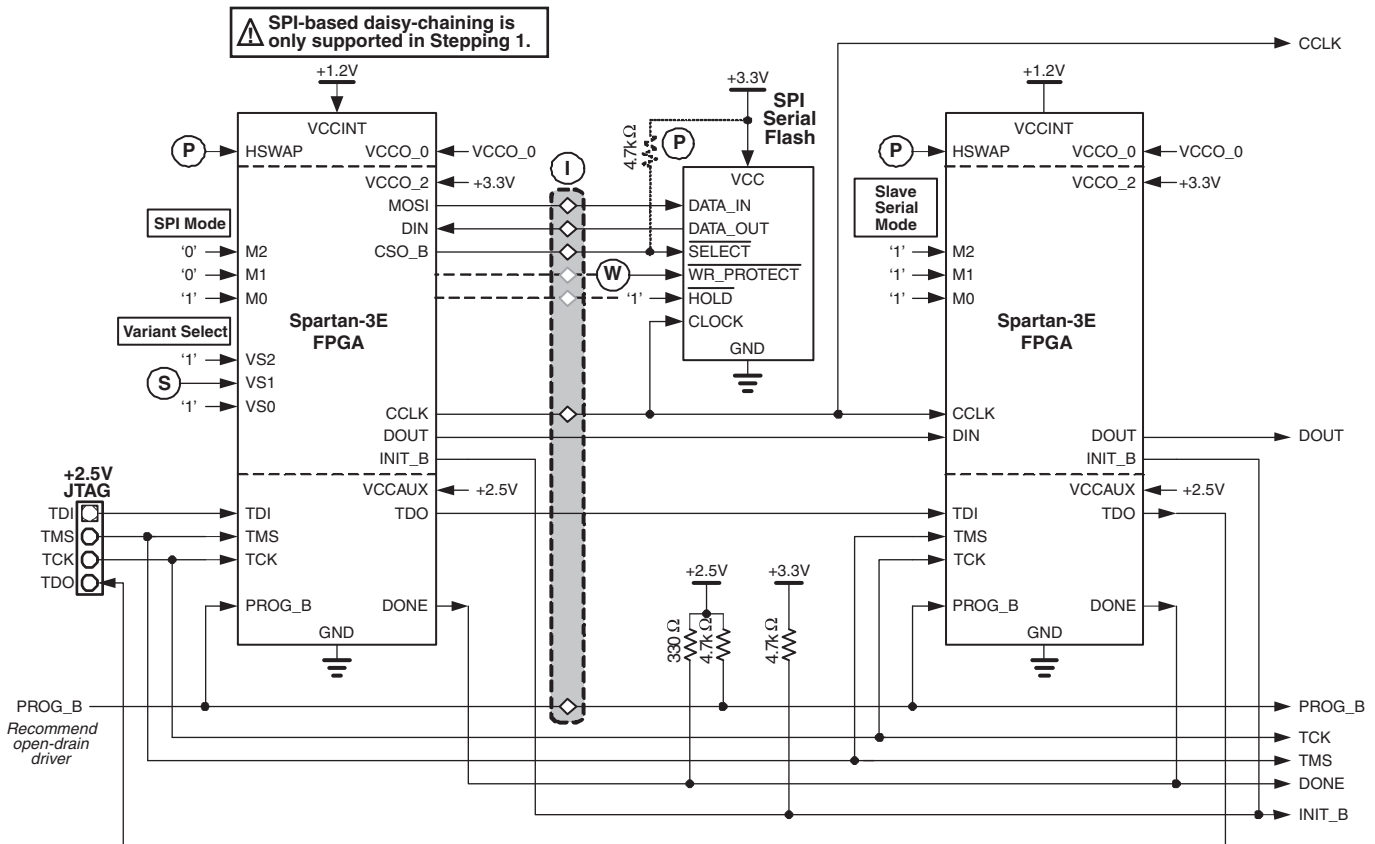 ⚠ SPI-based daisy-chaining is
only supported in Stepping 1.
CCLK
+1.2V
+3.3V
+1.2V
SPI
Serial
Flash
VCCINT
P
HSWAP
VCCO_0
VCCO_0
4.7kΩ
P
VCCINT
P
HSWAP
VCCO_0
VCCO_0
I
VCCO_2
+3.3V
VCC
VCCO_2
+3.3V
MOSI
DATA_IN
Slave
Serial
Mode
SPI Mode
DIN
DATA_OUT
'0'
M2
CSO_B
SELECT
'1'
M2
'0'
M1
W
WR_PROTECT
'1'
M1
'1'
M0
'1'
HOLD
'1'
M0
Spartan-3E
FPGA
CLOCK
Spartan-3E
FPGA
Variant Select
GND
'1'
VS2
S
VS1
'1'
VS0
CCLK
CCLK
DOUT
DIN
DOUT
DOUT
INIT_B
INIT_B
+2.5V
JTAG
VCCAUX
+2.5V
VCCAUX
+2.5V
TDI
TDI
TDO
TDI
TDO
TMS
TMS
TMS
TCK
TCK
TCK
TDO
+2.5V
+3.3V
PROG_B
DONE
PROG_B
DONE
330 Ω
4.7kΩ
4.7kΩ
GND
GND
PROG_B
PROG_B
Recommend
open-drain
driver
TCK
TMS
DONE
INIT_B